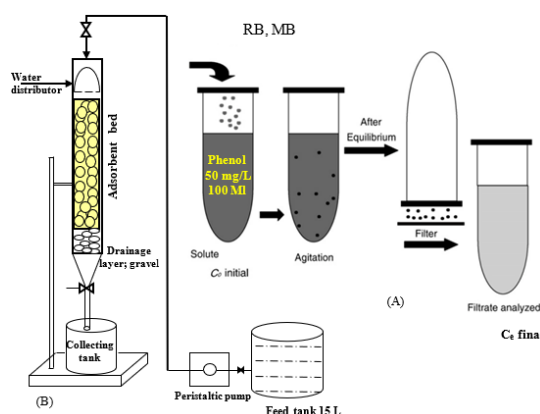 RB, MB
Water
distributor
Adsorbent bed
Phenol
50 mg/L
100 Ml
After
Equilibrium
Solute
Cₑ initial
Agitation
Filter
Drainage
layer; gravel
(A)
Filtrate analyzed
Cₑ fina
Collecting
tank
(B)
Peristaltic pump
Feed tank 15 L